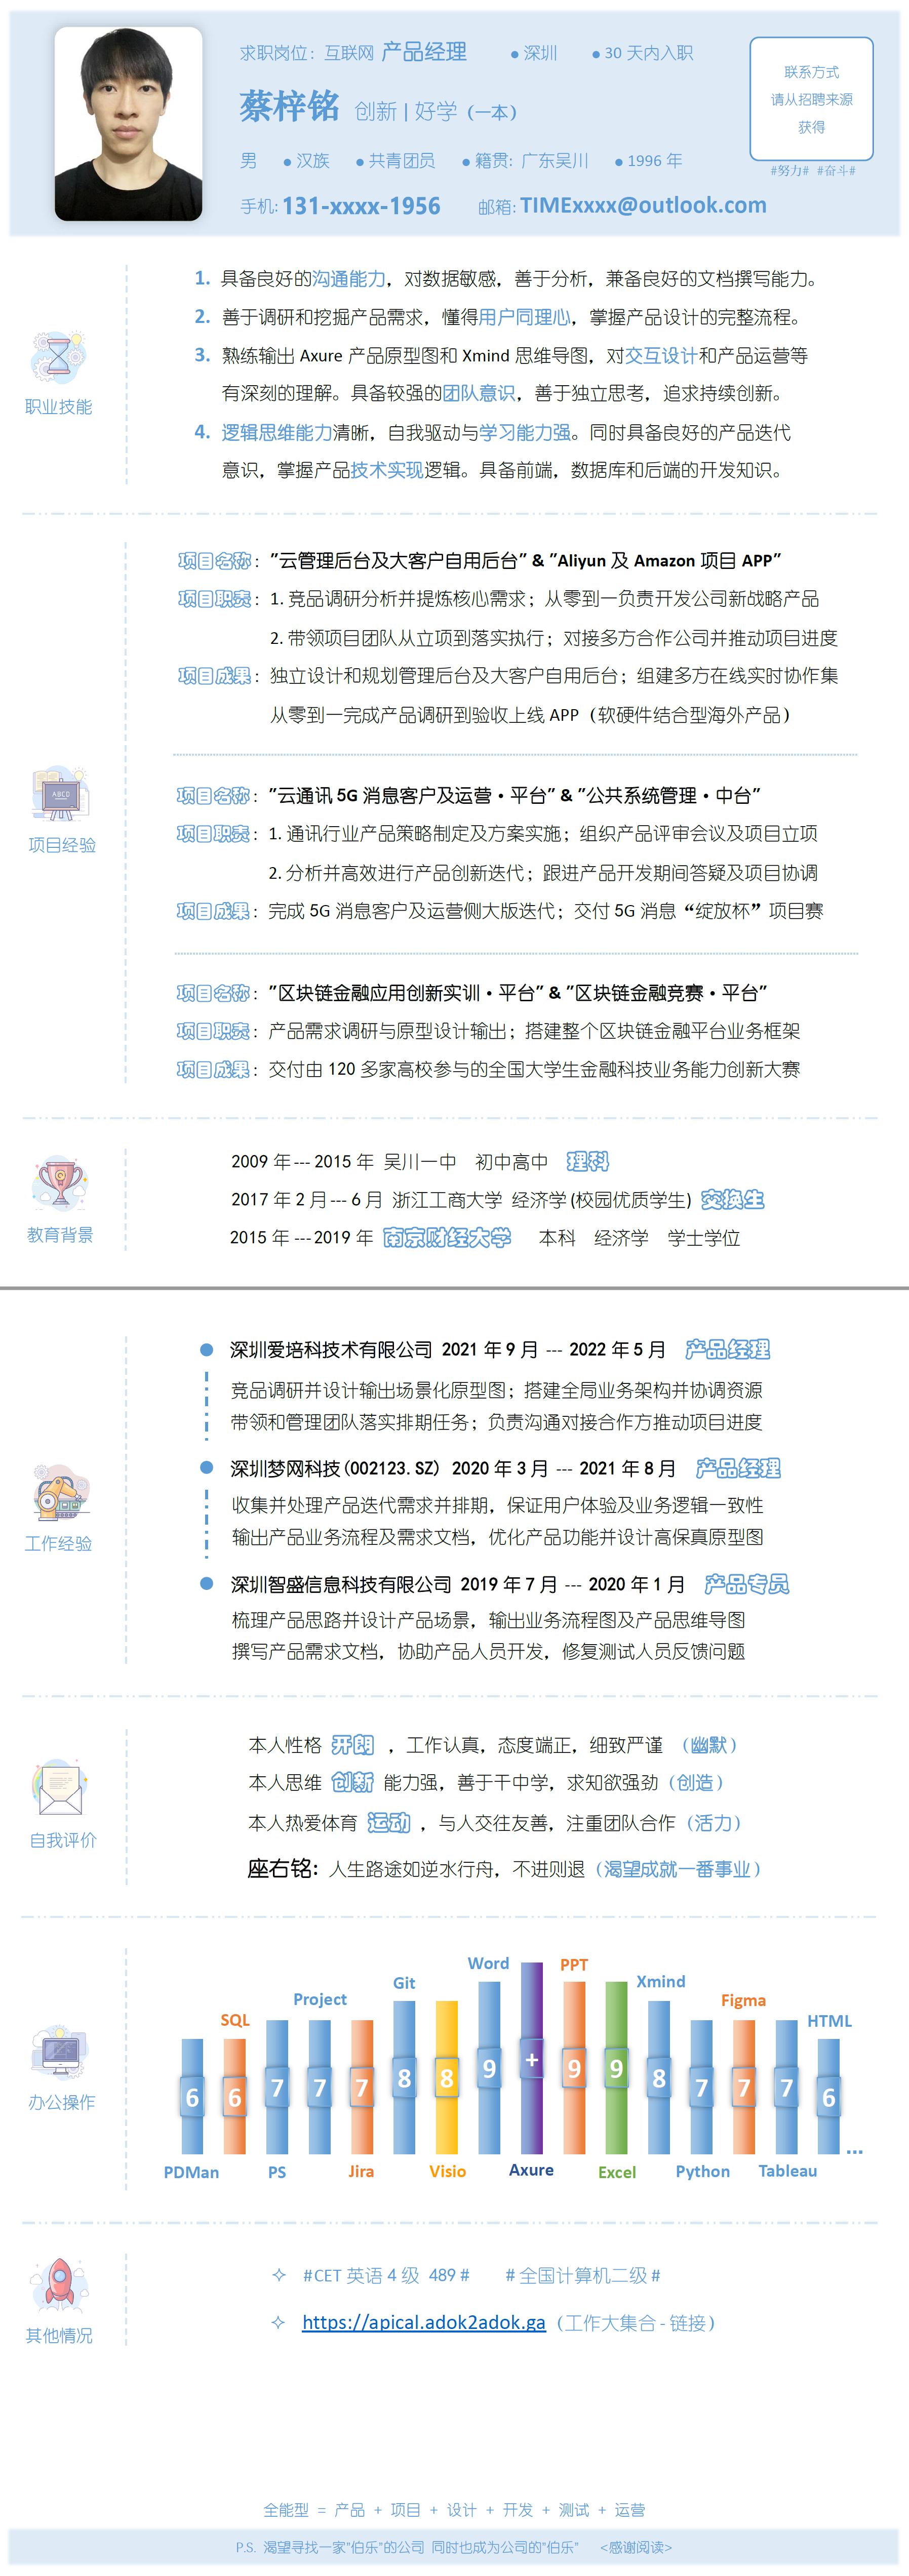 求职岗位：互联网 产品经理 ●深圳 ●30 天内入职
蔡梓铭 创新 | 好学（一本）
男 ●汉族 ●共青团员 ●籍贯：广东吴川 ●1996 年
手机: 131-xxxx-1956 邮箱: TIMExxxx@outlook.com
联系方式
请从招聘来源
获得
#努力# #奋斗#
职业技能
1. 具备良好的沟通能力，对数据敏感，善于分析，兼备良好的文档撰写能力。
2. 善于调研和挖掘产品需求，懂得用户同理心，掌握产品设计的完整流程。
3. 熟练输出 Axure 产品原型图和 Xmind 思维导图，对交互设计和产品运营等
有深刻的理解。具备较强的团队意识，善于独立思考，追求持续创新。
4. 逻辑思维能力清晰，自我驱动与学习能力强。同时具备良好的产品迭代
意识，掌握产品技术实现逻辑。具备前端，数据库和后端的开发知识。
项目经验
项目名称：”云管理后台及大客户自用后台” & ”Aliyun 及 Amazon 项目 APP”
项目职责：1. 竞品调研分析并提炼核心需求；从零到一负责开发公司新战略产品
2. 带领项目团队从立项到落实执行；对接多方合作公司并推动项目进度
项目成果：独立设计和规划管理后台及大客户自用后台；组建多方在线实时协作集
从零到一完成产品调研到验收上线 APP（软硬件结合型海外产品）
ABCD
项目名称：”云通讯 5G 消息客户及运营·平台” & ”公共系统管理·中台”
项目职责：1. 通讯行业产品策略制定及方案实施；组织产品评审会议及项目立项
2. 分析并高效进行产品创新迭代；跟进产品开发期间答疑及项目协调
项目成果：完成 5G 消息客户及运营侧大版迭代；交付 5G 消息“绽放杯”项目赛
项目名称：”区块链金融应用创新实训·平台” & ”区块链金融竞赛·平台”
项目职责：产品需求调研与原型设计输出；搭建整个区块链金融平台业务框架
项目成果：交付由 120 多家高校参与的全国大学生金融科技业务能力创新大赛
教育背景
2009 年 --- 2015 年 吴川一中 初中高中 理科
2017 年 2 月 --- 6 月 浙江工商大学 经济学 (校园优质学生) 交换生
2015 年 --- 2019 年 南京财经大学 本科 经济学 学士学位
工作经验
深圳爱培科技术有限公司 2021 年 9 月 --- 2022 年 5 月 产品经理
竞品调研并设计输出场景化原型图；搭建全局业务架构并协调资源
带领和管理团队落实排期任务；负责沟通对接合作方推动项目进度
深圳梦网科技(002123.SZ) 2020 年 3 月 --- 2021 年 8 月 产品经理
收集并处理产品迭代需求并排期，保证用户体验及业务逻辑一致性
输出产品业务流程及需求文档，优化产品功能并设计高保真原型图
深圳智盛信息科技有限公司 2019 年 7 月 --- 2020 年 1 月 产品专员
梳理产品思路并设计产品场景，输出业务流程图及产品思维导图
撰写产品需求文档，协助产品人员开发，修复测试人员反馈问题
自我评价
本人性格 开朗 ，工作认真，态度端正，细致严谨 （幽默）
本人思维 创新 能力强，善于干中学，求知欲强劲（创造）
本人热爱体育 运动 ，与人交往友善，注重团队合作（活力）
座右铭: 人生路途如逆水行舟，不进则退（渴望成就一番事业）
办公操作
Word PPT
Git Xmind
Project Figma
SQL HTML
6 6 7 7 7 8 8 9 + 9 9 8 7 7 7 6 ...
PDMan PS Jira Visio Axure Excel Python Tableau
其他情况
✧ #CET 英语 4 级 489 # # 全国计算机二级 #
✧ https://apical.adok2adok.ga（工作大集合 - 链接）
全能型 = 产品 + 项目 + 设计 + 开发 + 测试 + 运营
P.S. 渴望寻找一家”伯乐”的公司 同时也成为公司的”伯乐” <感谢阅读>